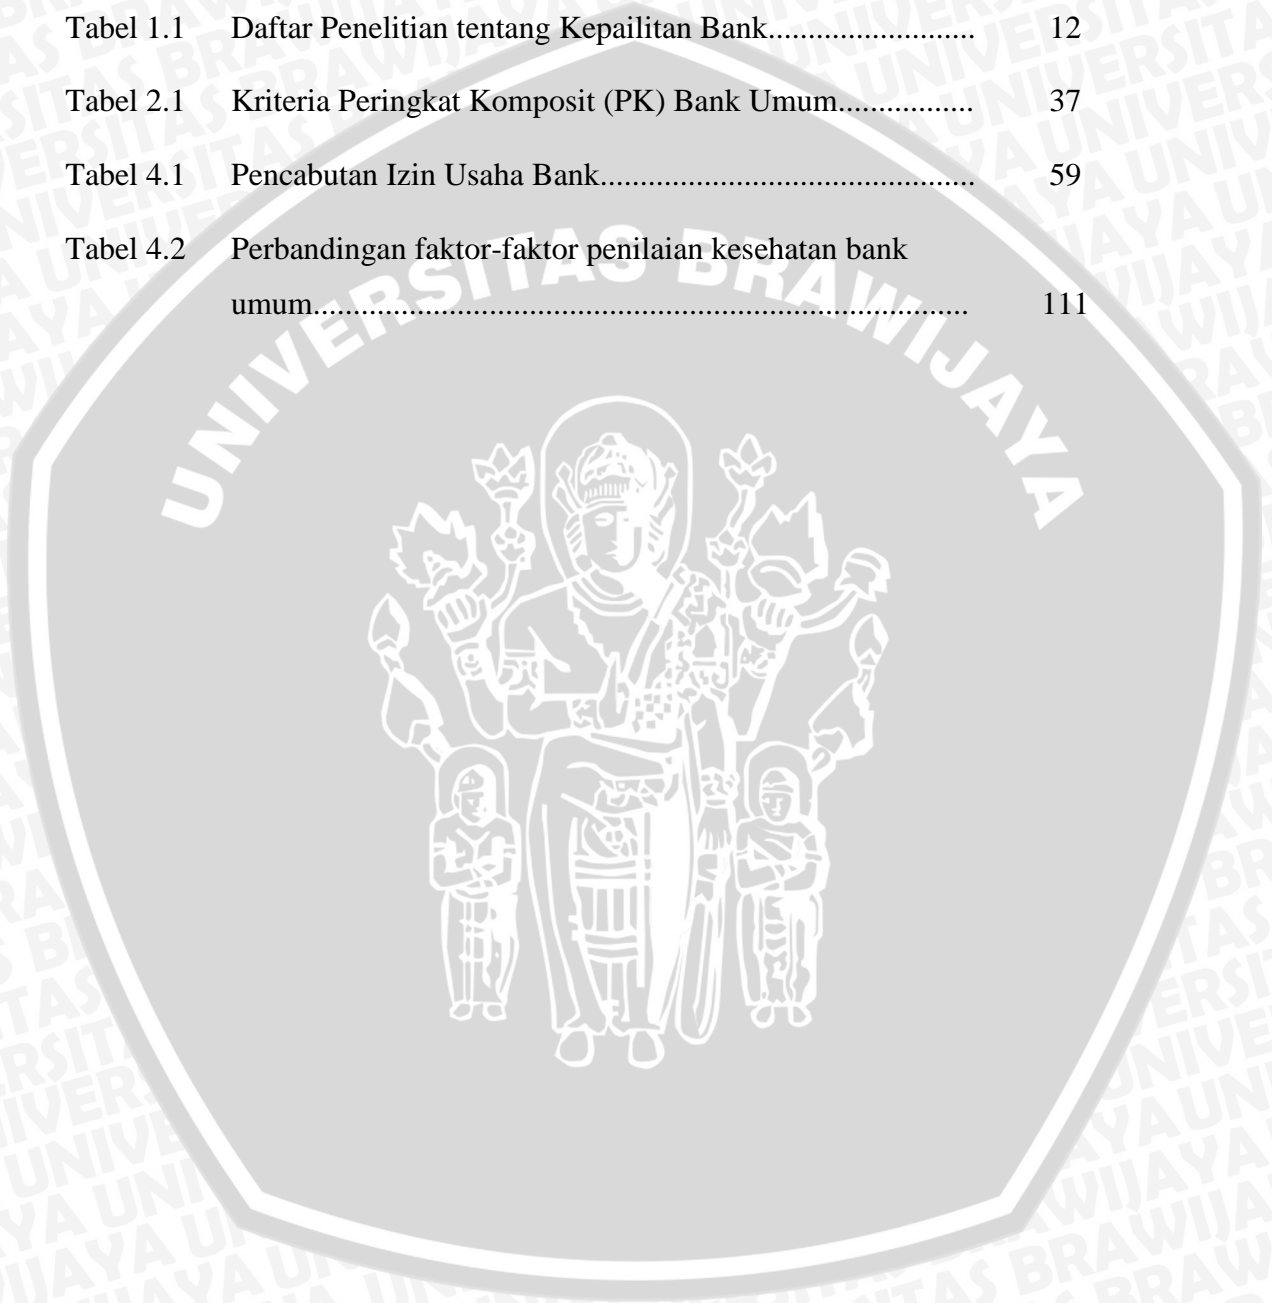 Tabel 1.1 Daftar Penelitian tentang Kepailitan Bank.......................... 12
Tabel 2.1 Kriteria Peringkat Komposit (PK) Bank Umum................. 37
Tabel 4.1 Pencabutan Izin Usaha Bank............................................... 59
Tabel 4.2 Perbandingan faktor-faktor penilaian kesehatan bank
umum.................................................................................. 111
UNIVERSITAS BRAWIJAYA